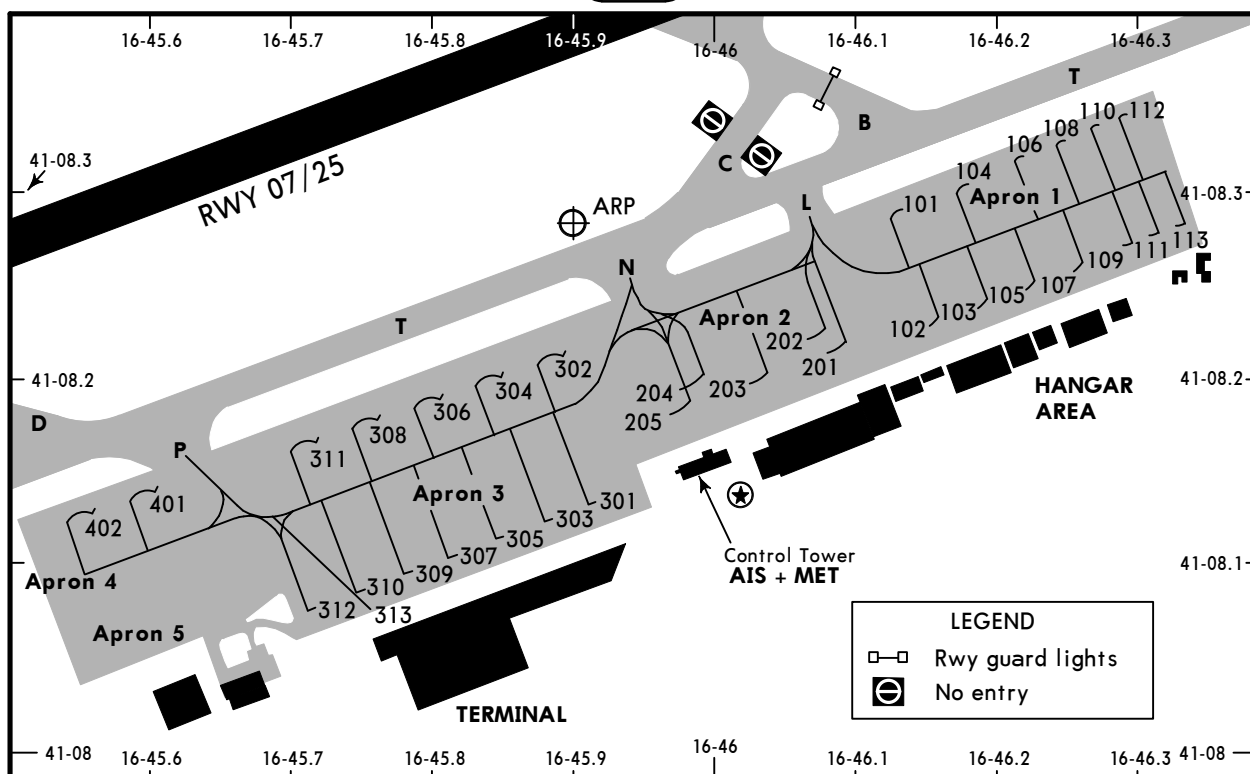 16-45.6
16-45.7
16-45.8
16-45.9
16-46
16-46.1
16-46.2
16-46.3
T
110
112
108
106
B
41-08.3
C
104
RWY 07/25
Apron 1
41-08.3
ARP
L
101
113
111
N
109
107
105
103
102
Apron 2
T
202
201
302
41-08.2
41-08.2
304
204
203
HANGAR
AREA
306
205
D
308
P
311
Apron 3
401
301
402
303
305
Control Tower
AIS + MET
307
41-08.1
309
Apron 4
310
312
313
LEGEND
Apron 5
Rwy guard lights
No entry
TERMINAL
41-08
41-08
16-45.6
16-45.7
16-45.8
16-45.9
16-46
16-46.1
16-46.2
16-46.3